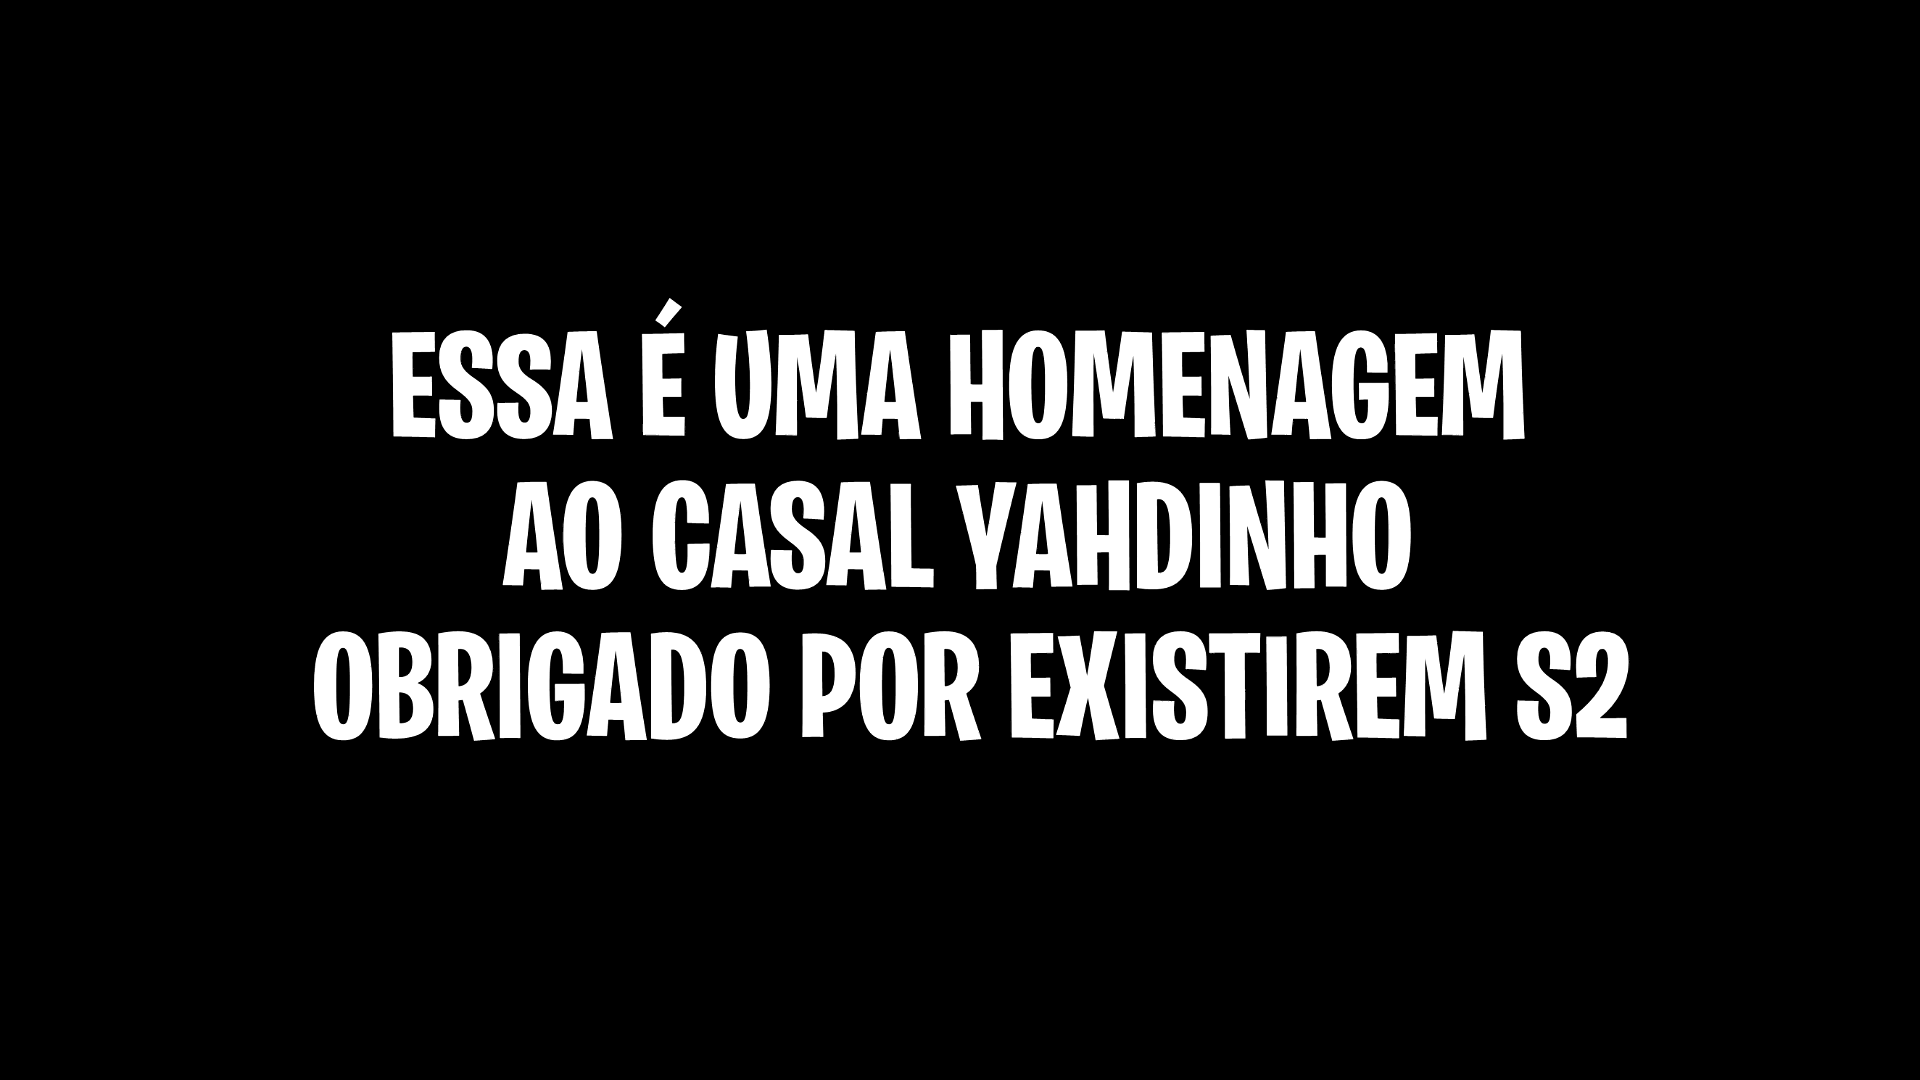 ESSA É UMA HOMENAGEM
AO CASAL YAHDINHO
OBRIGADO POR EXISTIREM S2